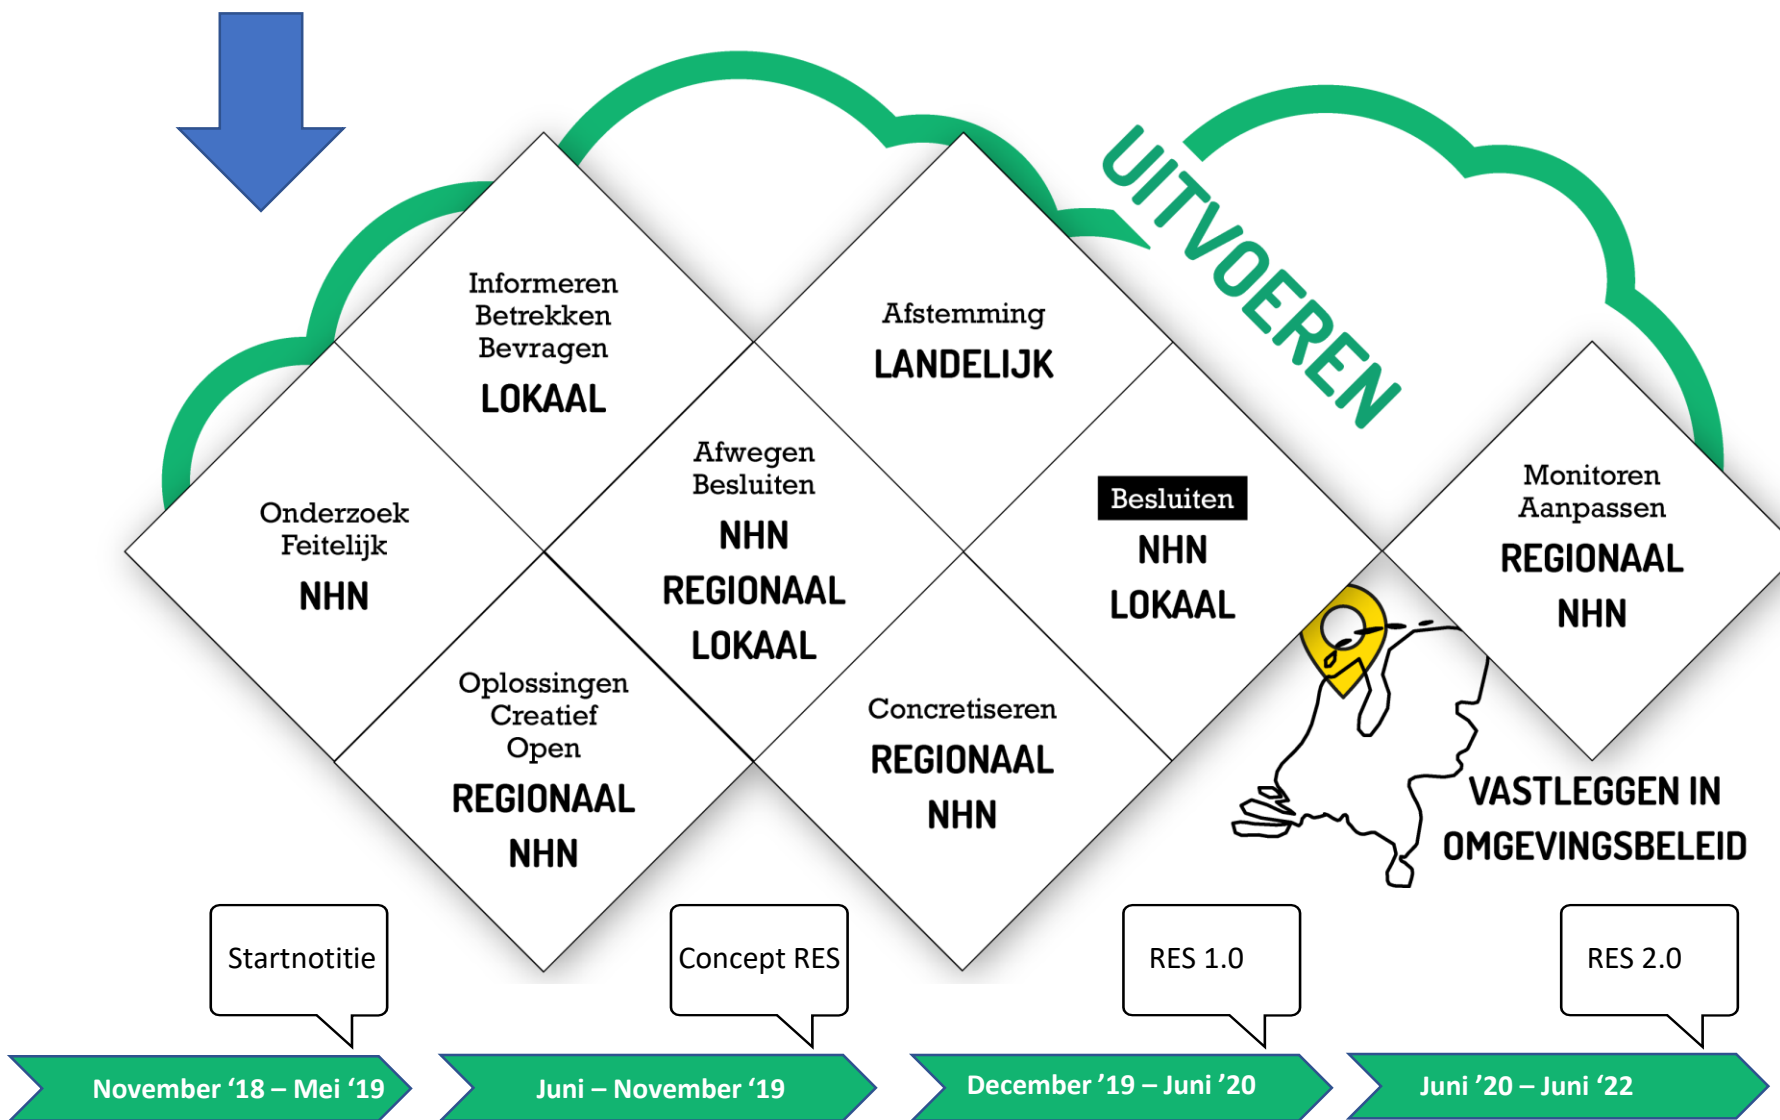 UITVOEREN
Informeren
Betrekken
Bevragen
LOKAAL
Afstemming
LANDELIJK
Onderzoek
Feitelijk
NHN
Afwegen
Besluiten
NHN
REGIONAAL
LOKAAL
Besluiten
NHN
LOKAAL
Monitoren
Aanpassen
REGIONAAL
NHN
Oplossingen
Creatief
Open
REGIONAAL
NHN
Concretiseren
REGIONAAL
NHN
VASTLEGGEN IN
OMGEVINGSBELEID
Startnotitie
Concept RES
RES 1.0
RES 2.0
November ‘18 – Mei ‘19
Juni – November ‘19
December ’19 – Juni ’20
Juni ‘20 – Juni ‘22